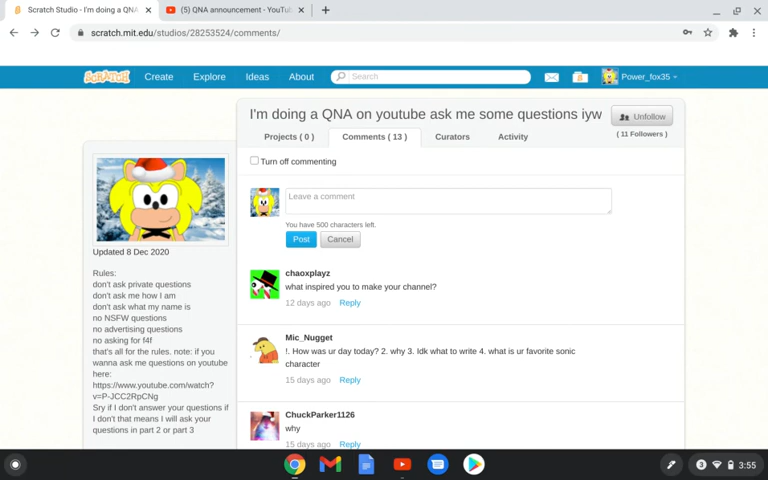 Scratch Studio - I'm doing a QNA
(5) QNA announcement - YouTu
scratch.mit.edu/studios/28253524/comments/
SCRATCH
Create
Explore
Ideas
About
Search
Power_fox35
I'm doing a QNA on youtube ask me some questions iyw
Unfollow
( 11 Followers )
Projects ( 0 )
Comments ( 13 )
Curators
Activity
Turn off commenting
Leave a comment
You have 500 characters left.
Post
Cancel
Updated 8 Dec 2020
Rules:
don't ask private questions
don't ask me how I am
don't ask what my name is
no NSFW questions
no advertising questions
no asking for f4f
that's all for the rules. note: if you
wanna ask me questions on youtube
here:
https://www.youtube.com/watch?
v=P-JCC2RpCNg
Sry if I don't answer your questions if
I don't that means I will ask your
questions in part 2 or part 3
chaoxplayz
what inspired you to make your channel?
12 days ago
Reply
Mic_Nugget
!. How was ur day today? 2. why 3. Idk what to write 4. what is ur favorite sonic
character
15 days ago
Reply
ChuckParker1126
why
15 days ago
Reply
3
3:55